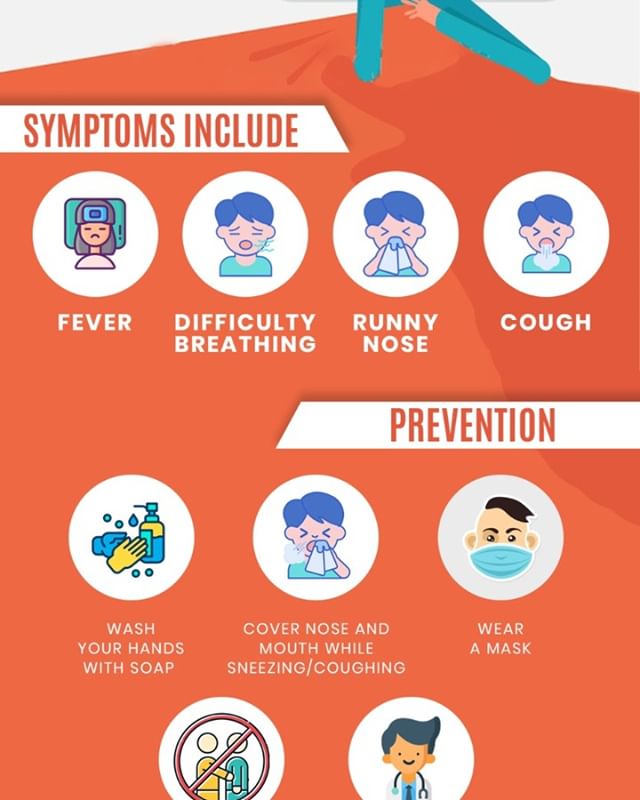 SYMPTOMS INCLUDE
FEVER
DIFFICULTY
BREATHING
RUNNY
NOSE
COUGH
PREVENTION
WASH
YOUR HANDS
WITH SOAP
COVER NOSE AND
MOUTH WHILE
SNEEZING/COUGHING
WEAR
A MASK